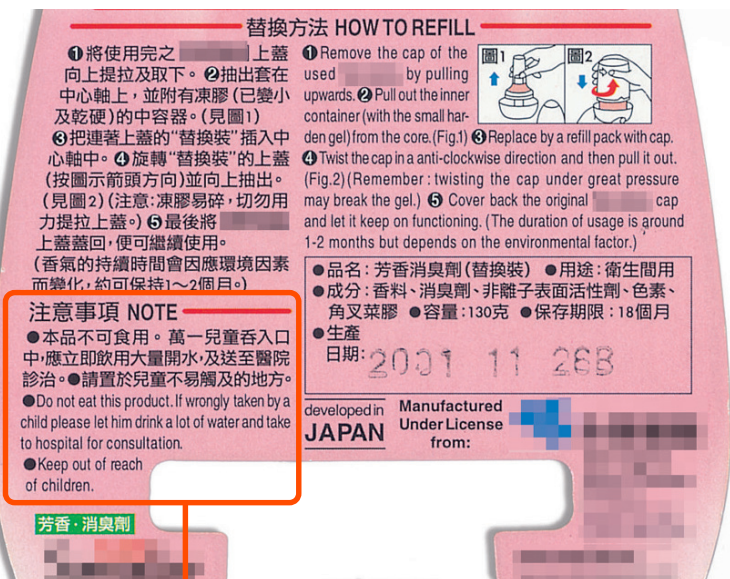 替換方法 HOW TO REFILL
❶將使用完之 上蓋
向上提拉及取下。❷抽出套在
中心軸上,並附有凍膠(已變小
及乾硬)的中容器。(見圖1)
❸把連著上蓋的“替換裝”插入中
心軸中。❹旋轉“替換裝”的上蓋
(按圖示箭頭方向)並向上抽出。
(見圖2)(注意:凍膠易碎,切勿用
力提拉上蓋。)❺最後將
上蓋蓋回,便可繼續使用。
(香氣的持續時間會因應環境因素
而變化,約可保持1~2個月。)
❶Remove the cap of the
used by pulling
upwards.❷Pull out the inner
container (with the small har-
den gel) from the core.(Fig.1) ❸Replace by a refill pack with cap.
❹Twist the cap in a anti-clockwise direction and then pull it out.
(Fig.2)(Remember: twisting the cap under great pressure
may break the gel.) ❺ Cover back the original cap
and let it keep on functioning. (The duration of usage is around
1-2 months but depends on the environmental factor.)
圖1
圖2
●品名:芳香消臭劑(替換裝) ●用途:衛生間用
●成分:香料、消臭劑、非離子表面活性劑、色素、
角叉菜膠 ●容量:130克 ●保存期限:18個月
●生產
日期: 2001 11 26B
注意事項 NOTE
●本品不可食用。萬一兒童吞入口
中,應立即飲用大量開水,及送至醫院
診治。●請置於兒童不易觸及的地方。
●Do not eat this product. If wrongly taken by a
child please let him drink a lot of water and take
to hospital for consultation.
●Keep out of reach
of children.
developed in
JAPAN
Manufactured
Under License
from:
芳香·消臭劑